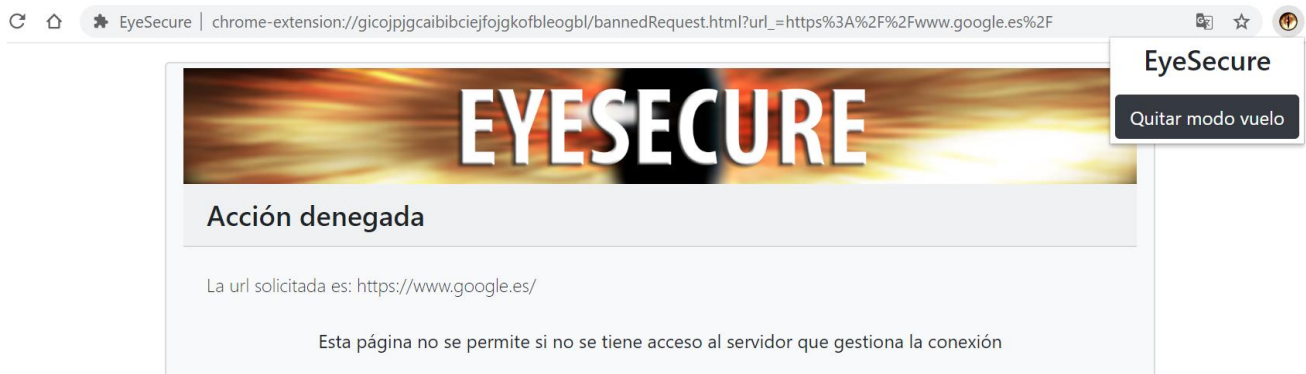 EyeSecure | chrome-extension://gicojpjgcaibibciejfojgkofbleogbl/bannedRequest.html?url_=https%3A%2F%2Fwww.google.es%2F
EyeSecure
Quitar modo vuelo
EYESECURE
Acción denegada
La url solicitada es: https://www.google.es/
Esta página no se permite si no se tiene acceso al servidor que gestiona la conexión